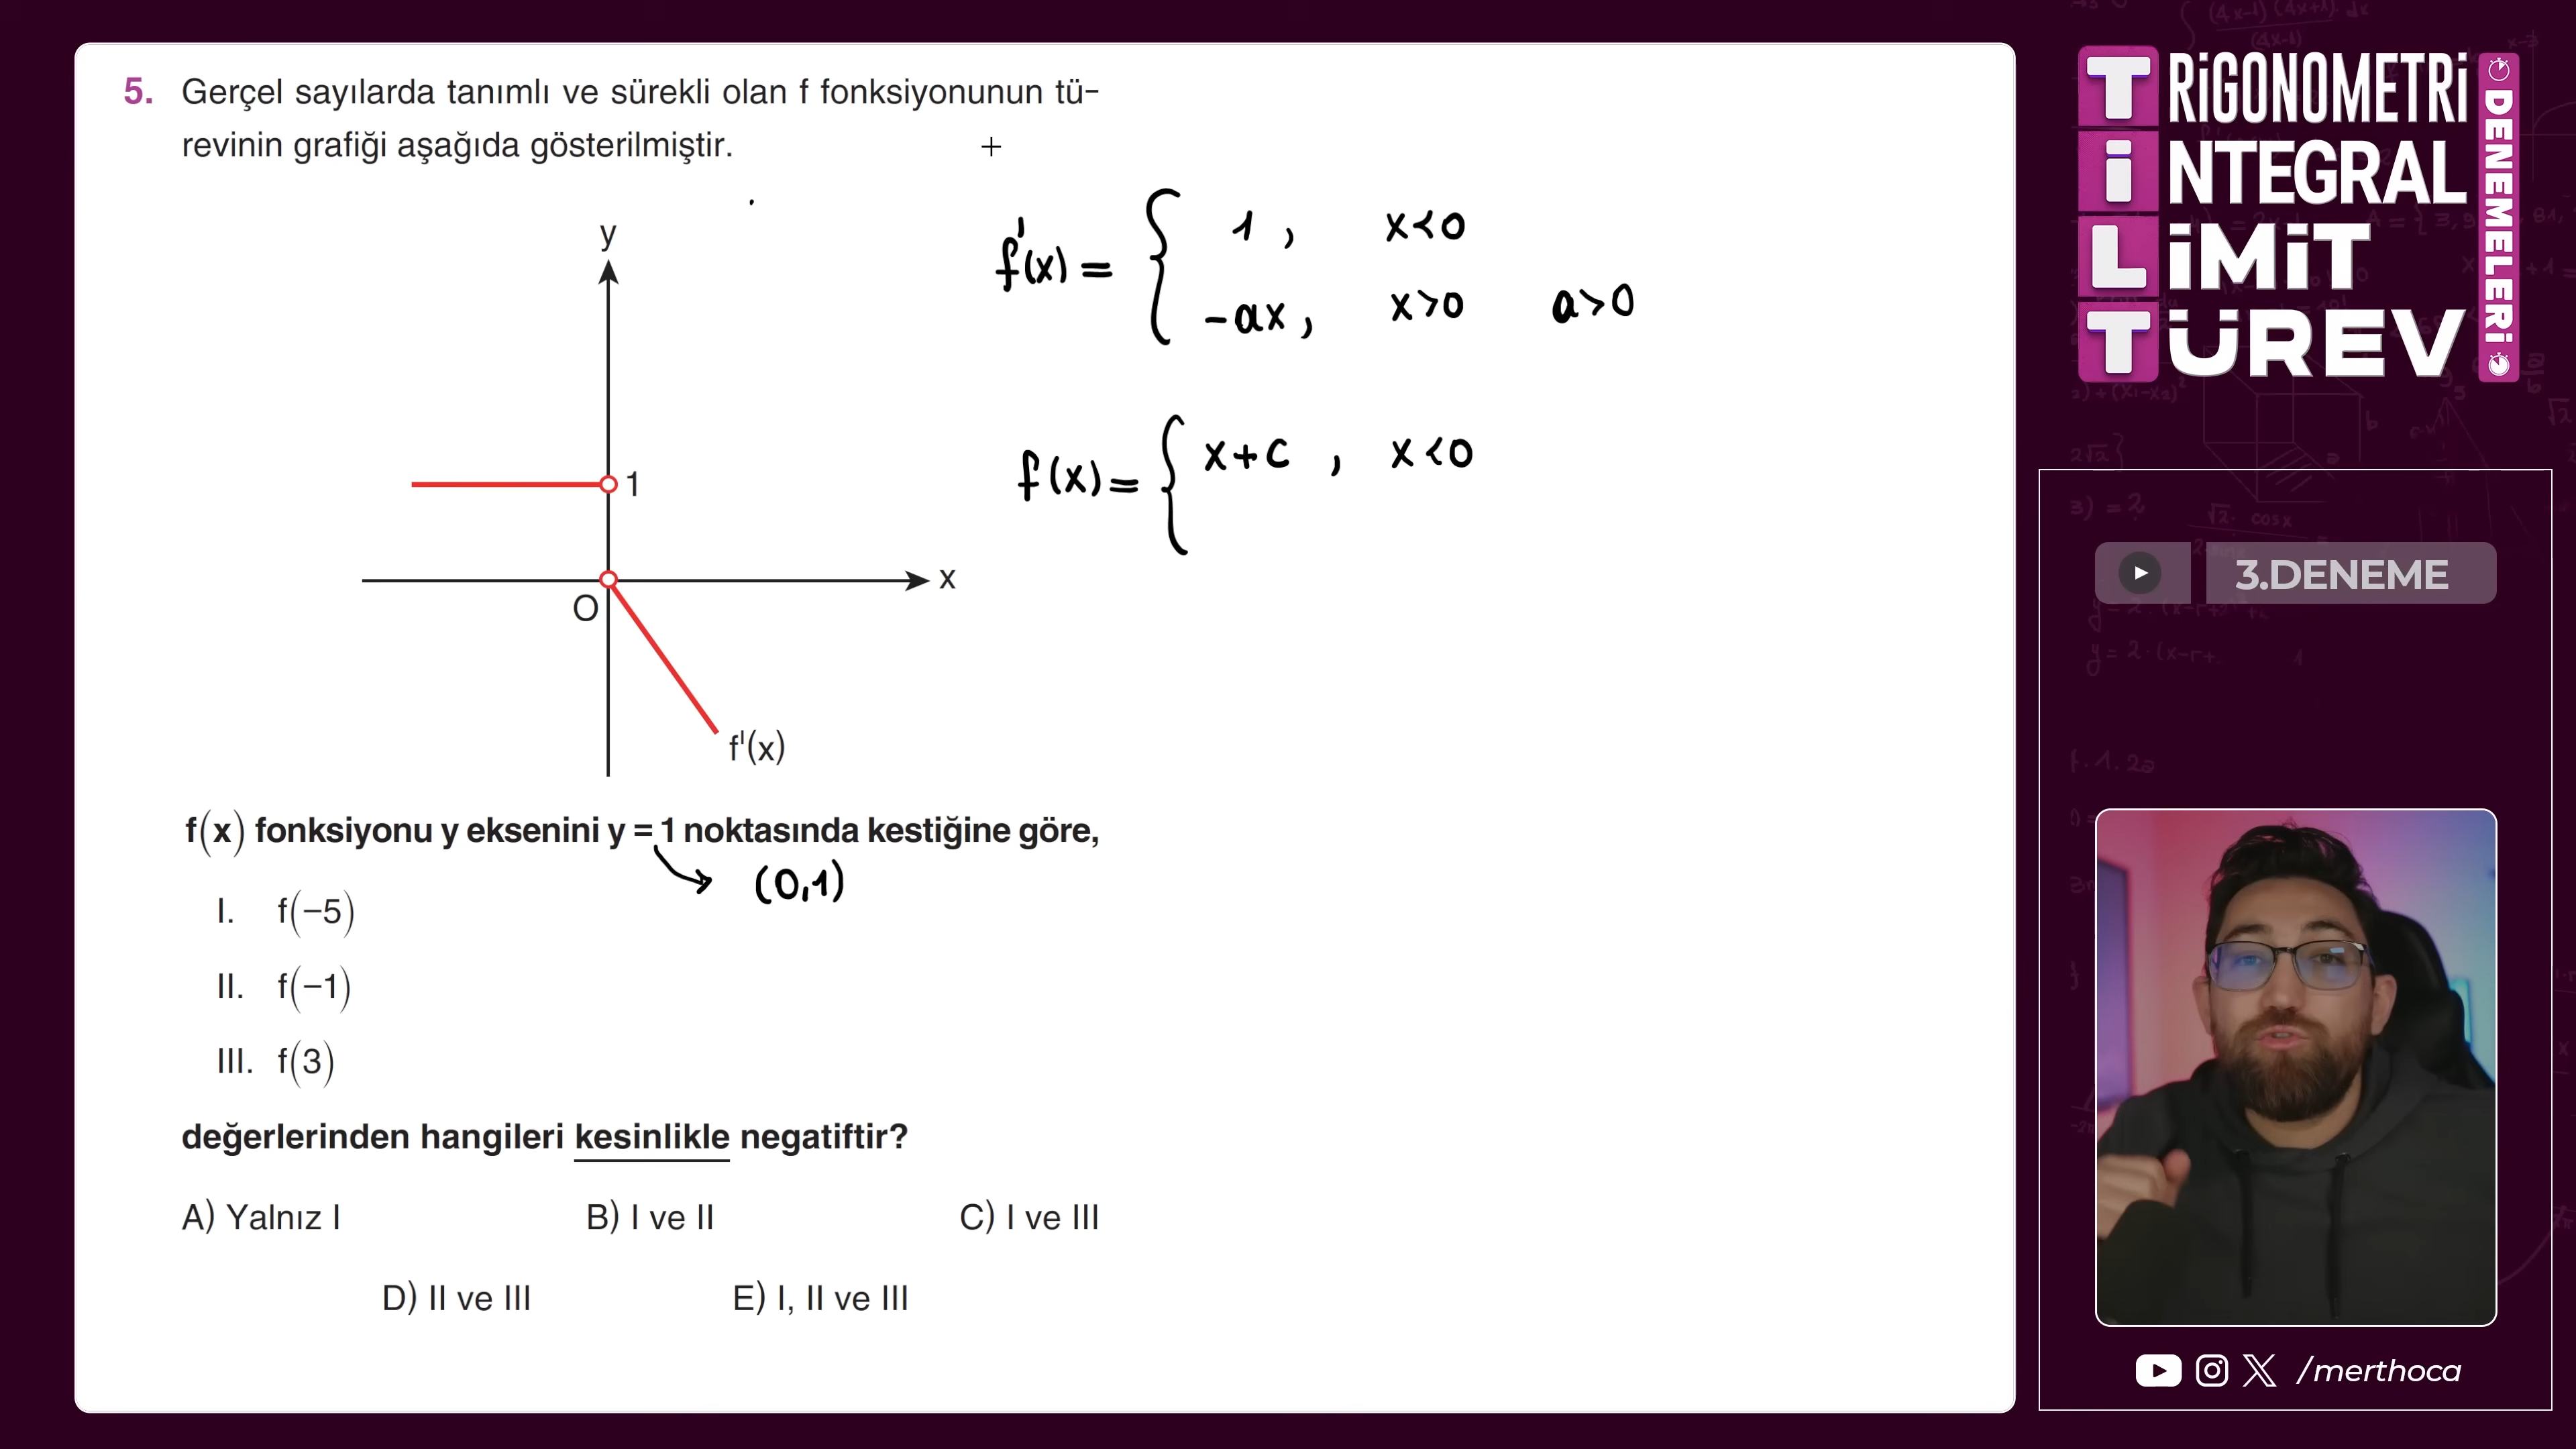 5. Gerçel sayılarda tanımlı ve sürekli olan f fonksiyonunun tü-
revinin grafiği aşağıda gösterilmiştir.
y
1
x
O
f'(x)
f'(x) = { 1 , x<0
-ax , x>0 a>0
f(x) = { x+c , x<0
f(x) fonksiyonu y eksenini y = 1 noktasında kestiğine göre,
(0,1)
I. f(−5)
II. f(−1)
III. f(3)
değerlerinden hangileri kesinlikle negatiftir?
A) Yalnız I B) I ve II C) I ve III
D) II ve III E) I, II ve III
TRiGONOMETRi
iNTEGRAL
LiMiT
TÜREV
DENEMELERi
3.DENEME
/merthoca